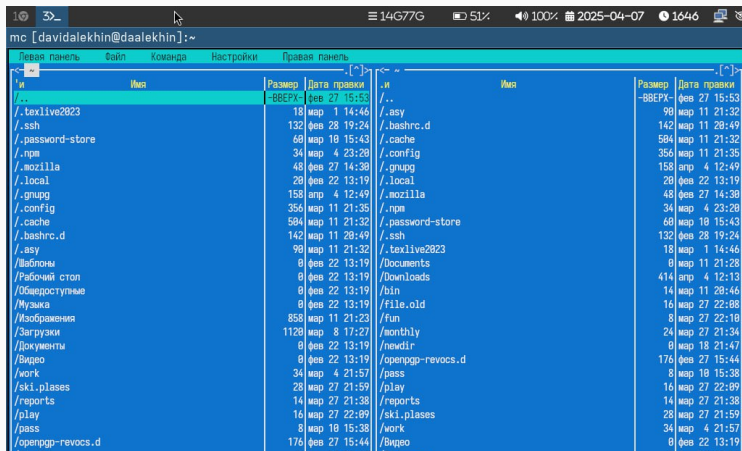 1 3 14G77G 51% 100% 2025-04-07 1646
mc [davidalekhin@daalekhin]:~
Левая панель Файл Команда Настройки Правая панель
<- ~ .[^]> <- ~ .[^]>
'и Имя Размер Дата правки .и Имя Размер Дата правки
/.. -ВВЕРХ- фев 27 15:53 /.. -ВВЕРХ- фев 27 15:53
/.texlive2023 18 мар 1 14:46 /.asy 90 мар 11 21:32
/.ssh 132 фев 28 19:24 /.bashrc.d 142 мар 11 20:49
/.password-store 60 мар 10 15:43 /.cache 504 мар 11 21:32
/.npm 34 мар 4 23:20 /.config 356 мар 11 21:35
/.mozilla 48 фев 27 14:30 /.gnupg 158 апр 4 12:49
/.local 20 фев 22 13:19 /.local 20 фев 22 13:19
/.gnupg 158 апр 4 12:49 /.mozilla 48 фев 27 14:30
/.config 356 мар 11 21:35 /.npm 34 мар 4 23:20
/.cache 504 мар 11 21:32 /.password-store 60 мар 10 15:43
/.bashrc.d 142 мар 11 20:49 /.ssh 132 фев 28 19:24
/.asy 90 мар 11 21:32 /.texlive2023 18 мар 1 14:46
/Шаблоны 0 фев 22 13:19 /Documents 0 мар 11 21:28
/Рабочий стол 0 фев 22 13:19 /Downloads 414 апр 4 12:13
/Общедоступные 0 фев 22 13:19 /bin 14 мар 11 20:46
/Музыка 0 фев 22 13:19 /file.old 16 мар 27 22:08
/Изображения 858 мар 11 21:23 /fun 8 мар 27 22:10
/Загрузки 1120 мар 8 17:27 /monthly 24 мар 27 21:34
/Документы 0 фев 22 13:19 /newdir 0 мар 18 21:47
/Видео 0 фев 22 13:19 /openpgp-revocs.d 176 фев 27 15:44
/work 34 мар 4 21:57 /pass 8 мар 10 15:38
/ski.plases 28 мар 27 21:59 /play 16 мар 27 22:09
/reports 14 мар 27 21:38 /reports 14 мар 27 21:38
/play 16 мар 27 22:09 /ski.plases 28 мар 27 21:59
/pass 8 мар 10 15:38 /work 34 мар 4 21:57
/openpgp-revocs.d 176 фев 27 15:44 /Видео 0 фев 22 13:19